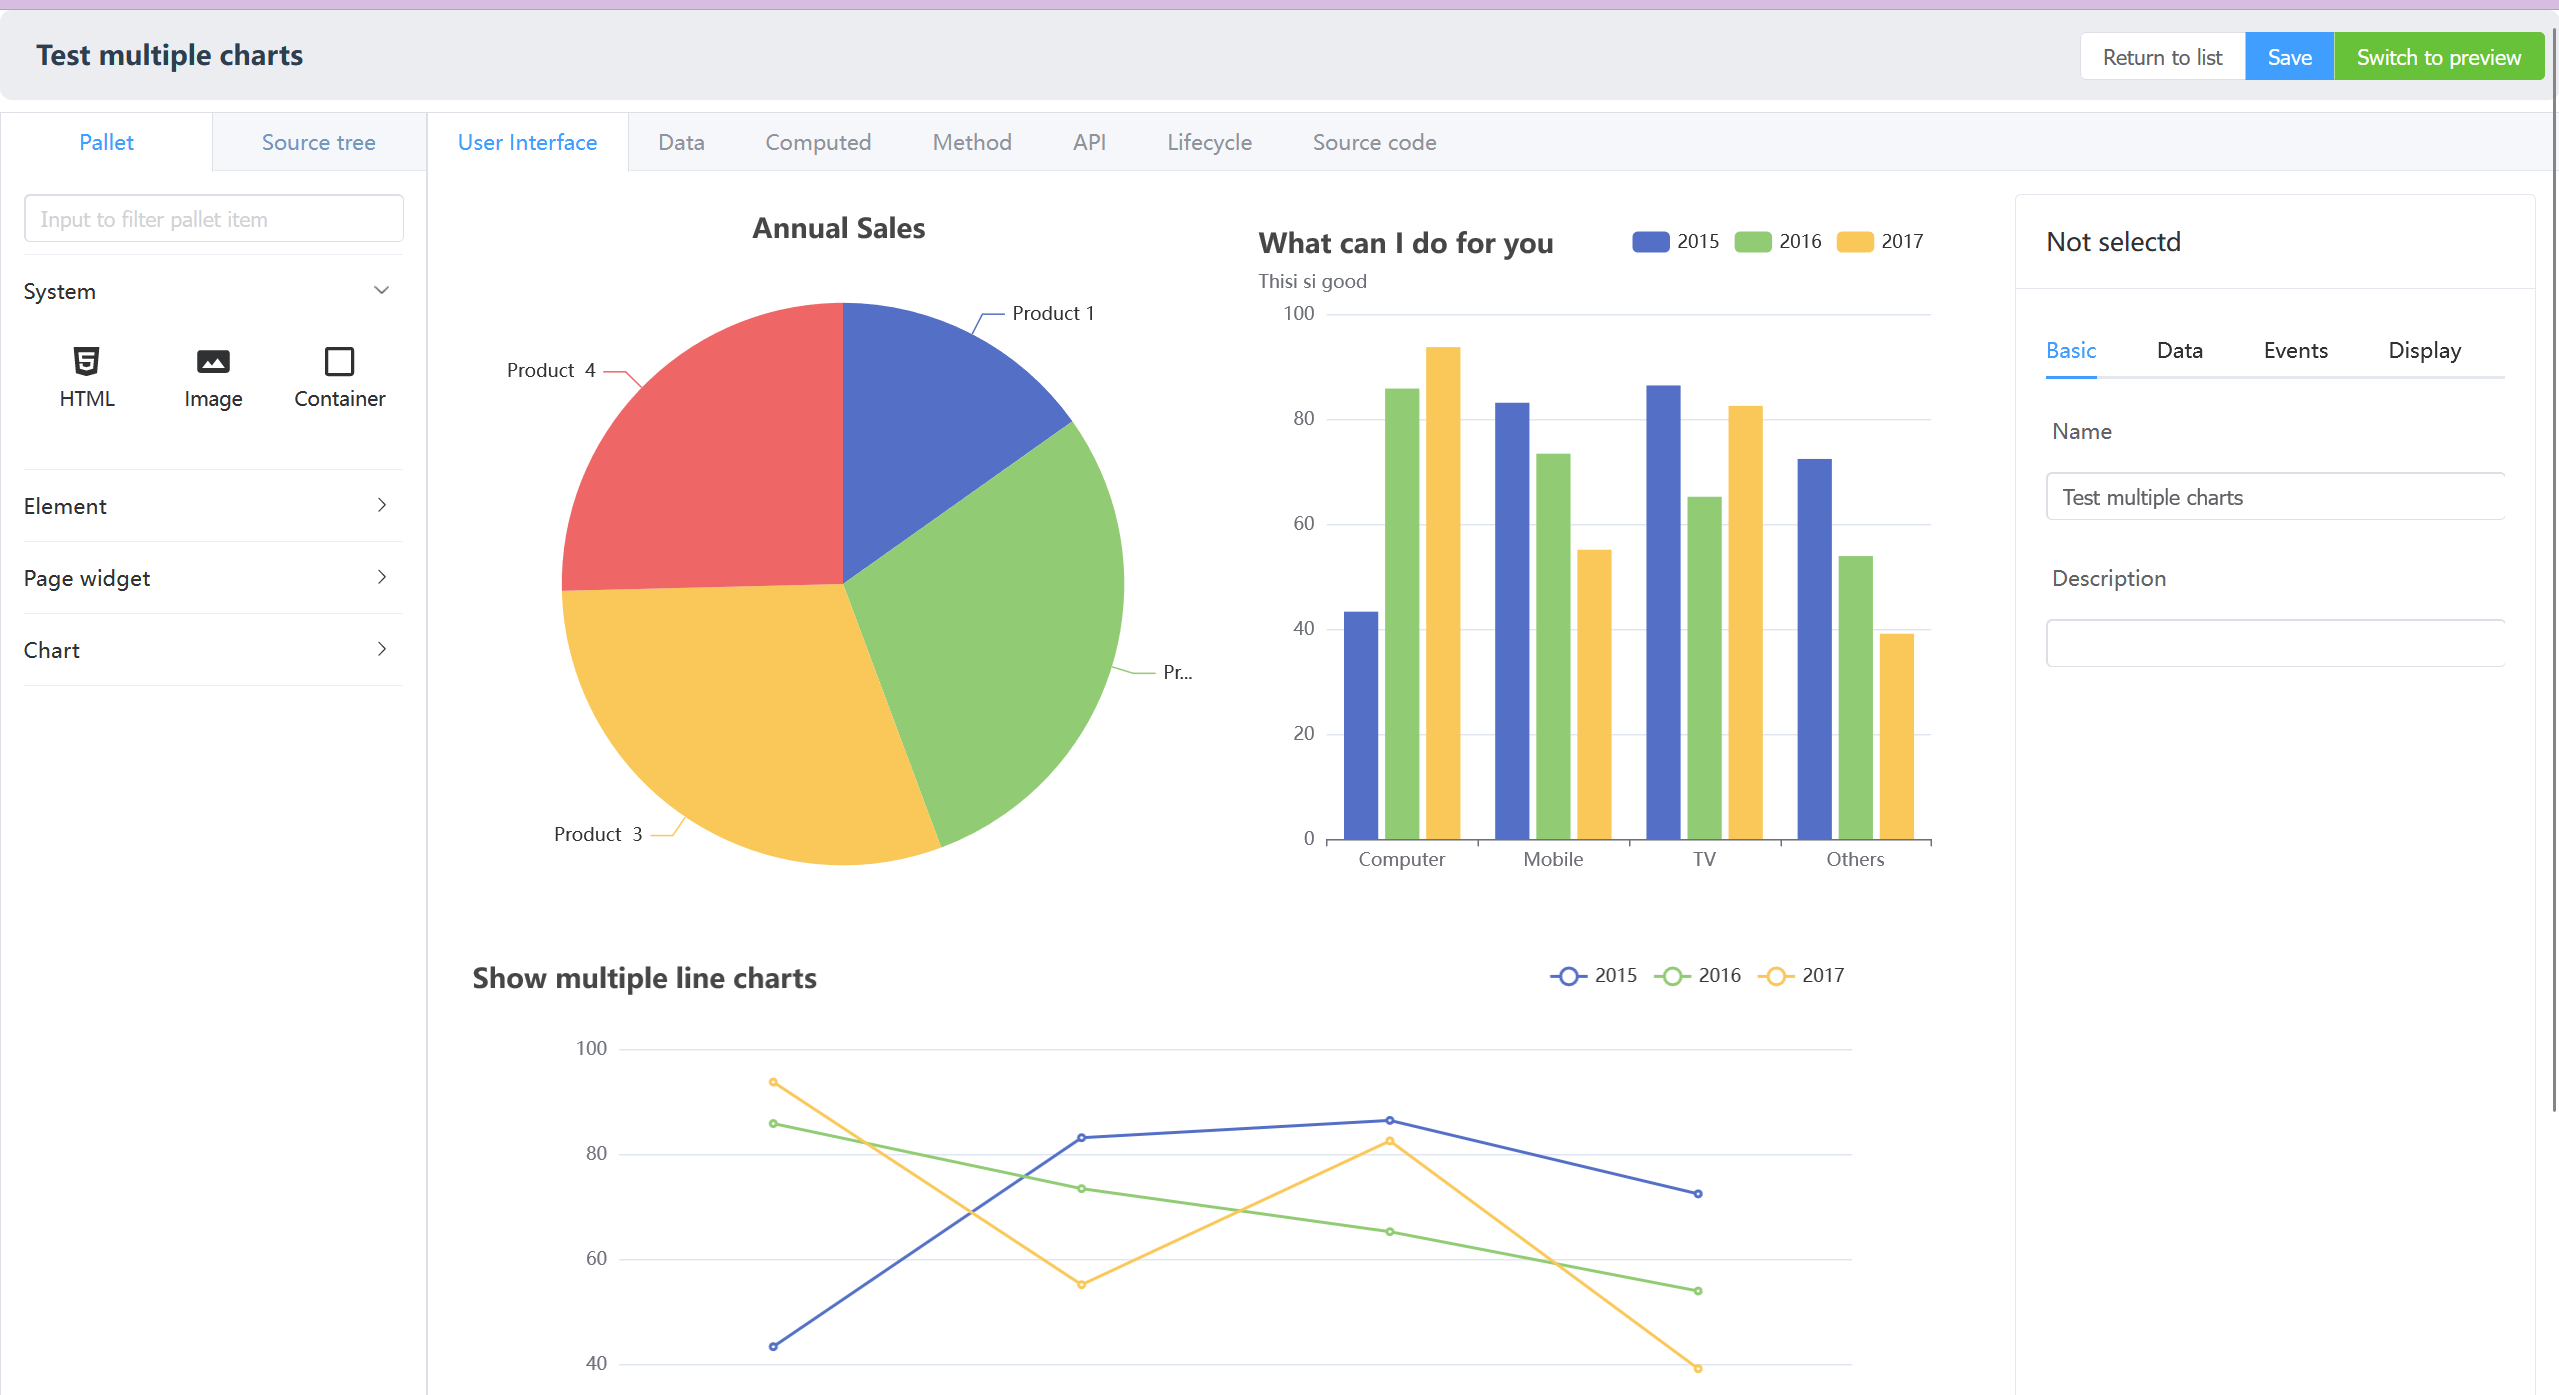 Test multiple charts
Return to list
Save
Switch to preview
Pallet
Source tree
User Interface
Data
Computed
Method
API
Lifecycle
Source code
Input to filter pallet item
System
HTML
Image
Container
Element
Page widget
Chart
Annual Sales
Product 1
Product  4
Pr...
Product  3
What can I do for you
Thisi si good
2015
2016
2017
100
80
60
40
20
0
Computer
Mobile
TV
Others
Show multiple line charts
2015
2016
2017
100
80
60
40
Not selectd
Basic
Data
Events
Display
Name
Test multiple charts
Description